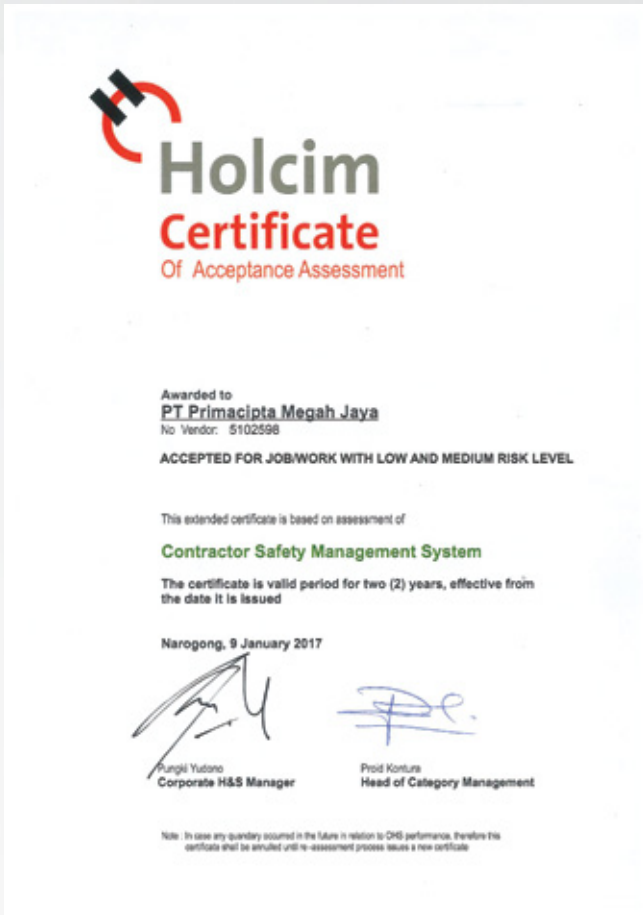 Holcim
Certificate
Of Acceptance Assessment
Awarded to
PT Primacipta Megah Jaya
No Vendor: 5102598
ACCEPTED FOR JOB/WORK WITH LOW AND MEDIUM RISK LEVEL
This extended certificate is based on assessment of
Contractor Safety Management System
The certificate is valid period for two (2) years, effective from
the date it is issued
Narogong, 9 January 2017
Pungki Yudono
Proid Kontura
Corporate H&S Manager
Head of Category Management
Note : In case any quandary occurred in the future in relation to OHS performance, therefore this
certificate shall be annulled until re-assessment process issues a new certificate